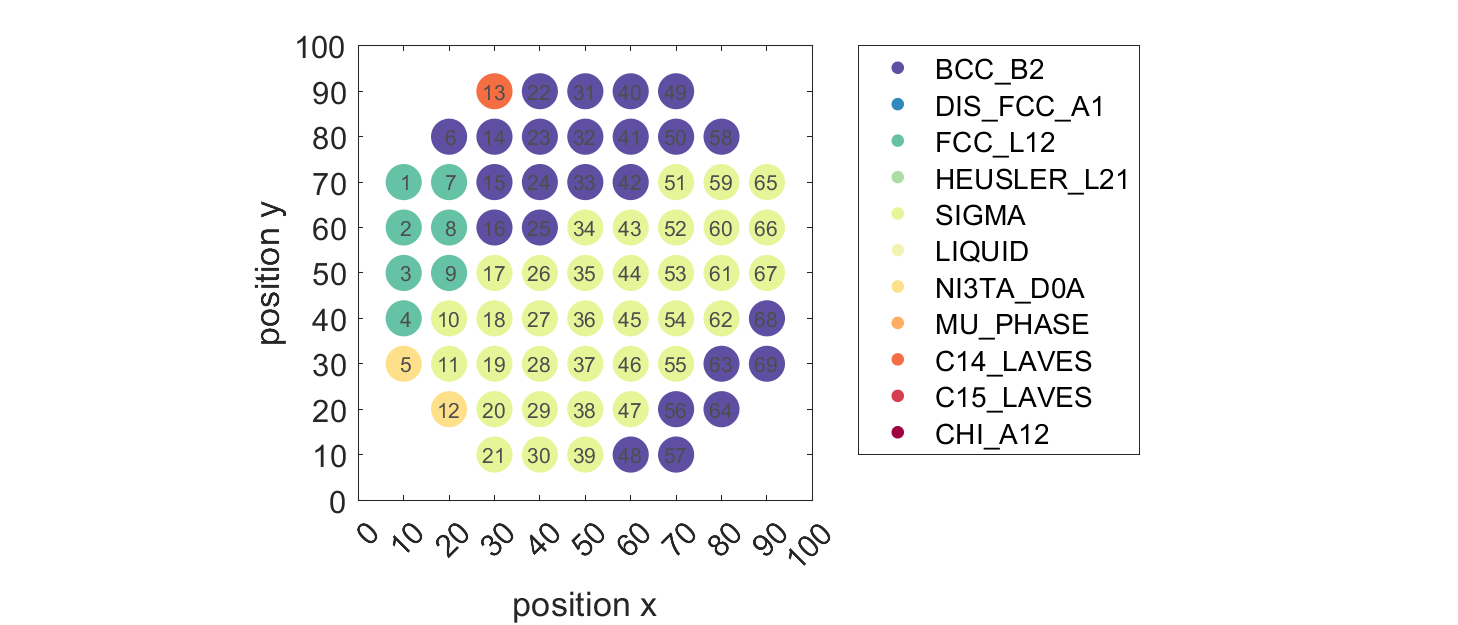 100
90
80
70
60
50
40
30
20
10
0
13 22 31 40 49
6 14 23 32 41 50 58
1 7 15 24 33 42 51 59 65
2 8 16 25 34 43 52 60 66
3 9 17 26 35 44 53 61 67
4 10 18 27 36 45 54 62 68
5 11 19 28 37 46 55 63 69
12 20 29 38 47 56 64
21 30 39 48 57
0 10 20 30 40 50 60 70 80 90 100
position x
position y
BCC_B2
DIS_FCC_A1
FCC_L12
HEUSLER_L21
SIGMA
LIQUID
NI3TA_D0A
MU_PHASE
C14_LAVES
C15_LAVES
CHI_A12